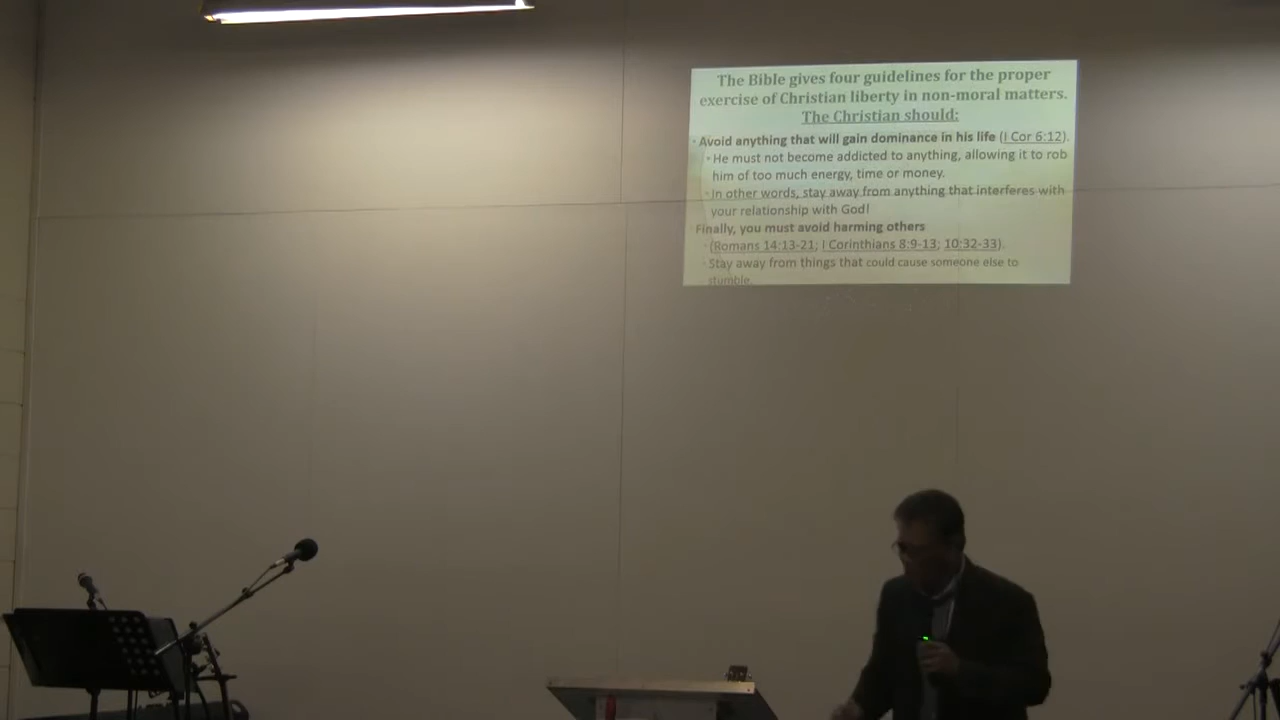 The Bible gives four guidelines for the proper
exercise of Christian liberty in non-moral matters.
The Christian should:
· Avoid anything that will gain dominance in his life (I Cor 6:12).
· He must not become addicted to anything, allowing it to rob
him of too much energy, time or money.
· In other words, stay away from anything that interferes with
your relationship with God!
· Finally, you must avoid harming others
· (Romans 14:13-21; I Corinthians 8:9-13; 10:32-33).
· Stay away from things that could cause someone else to
stumble.